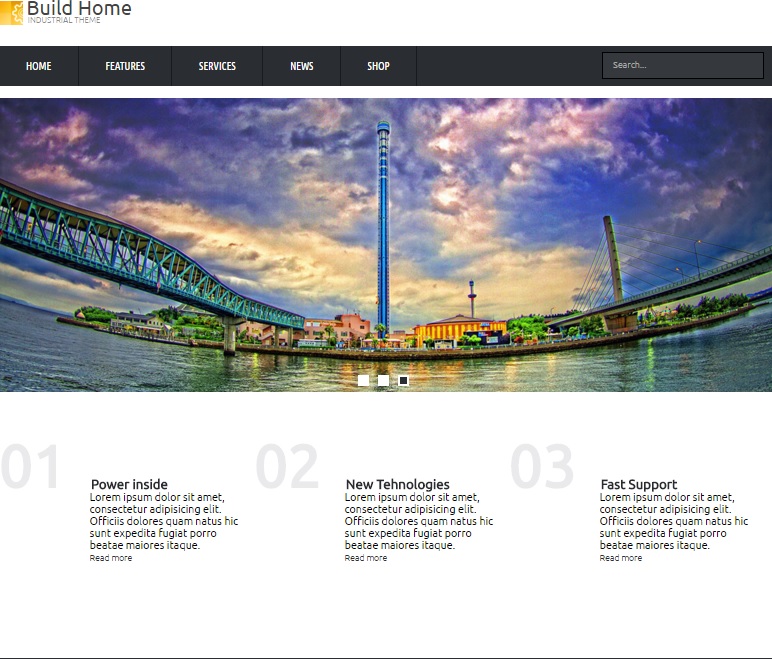 Build Home
INDUSTRIAL THEME
HOME FEATURES SERVICES NEWS SHOP Search...
01
Power inside
Lorem ipsum dolor sit amet,
consectetur adipisicing elit.
Officiis dolores quam natus hic
sunt expedita fugiat porro
beatae maiores itaque.
Read more
02
New Tehnologies
Lorem ipsum dolor sit amet,
consectetur adipisicing elit.
Officiis dolores quam natus hic
sunt expedita fugiat porro
beatae maiores itaque.
Read more
03
Fast Support
Lorem ipsum dolor sit amet,
consectetur adipisicing elit.
Officiis dolores quam natus hic
sunt expedita fugiat porro
beatae maiores itaque.
Read more